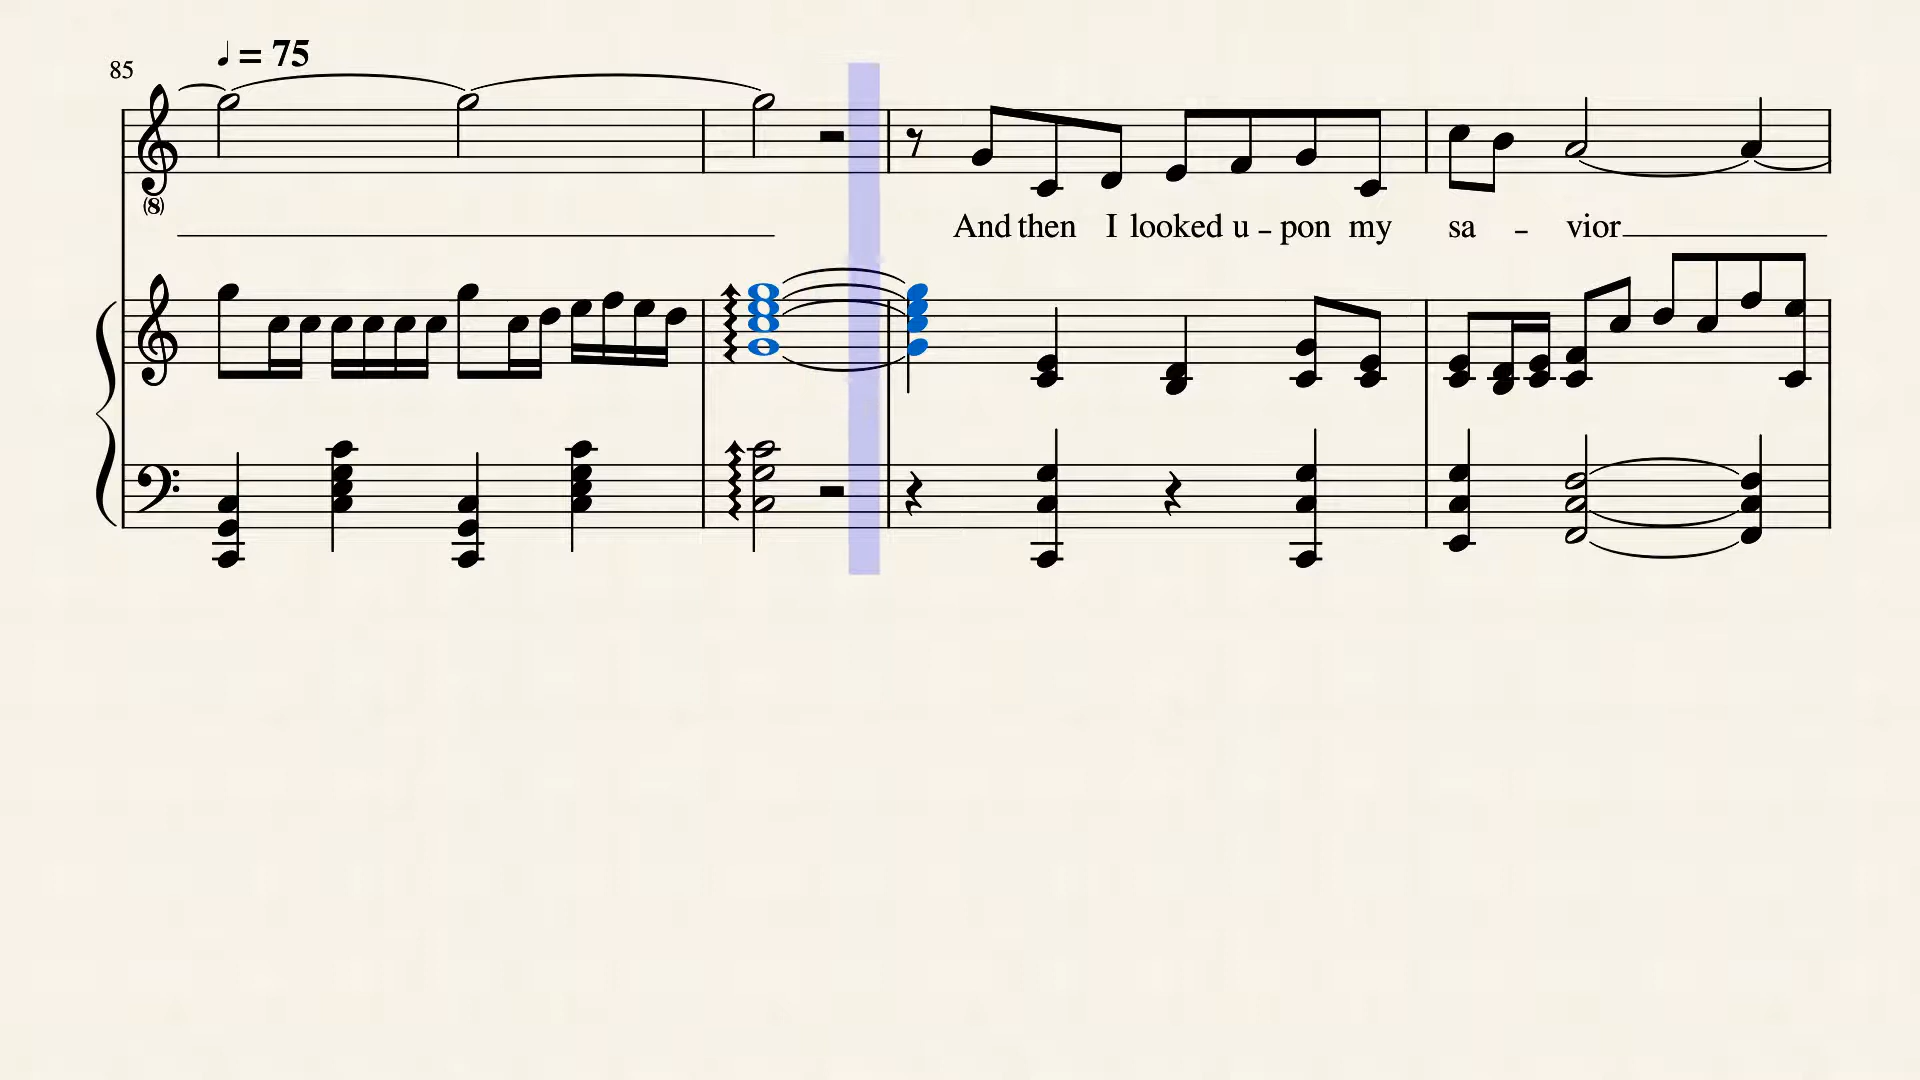 ♩ = 75
85
(8)
And then I looked u - pon my sa - vior